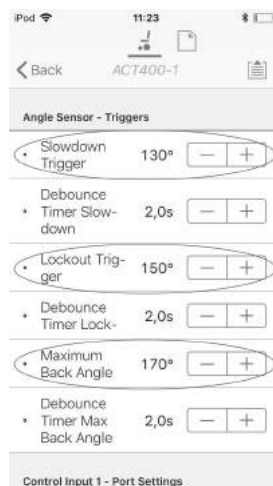 iPod 11:23
Back ACT400-1
Angle Sensor - Triggers
Slowdown
Trigger 130° — +
Debounce
Timer Slow-
down 2,0s — +
Lockout Trig-
ger 150° — +
Debounce
Timer Lock- 2,0s — +
Maximum
Back Angle 170° — +
Debounce
Timer Max
Back Angle 2,0s — +
Control Input 1 - Port Settings